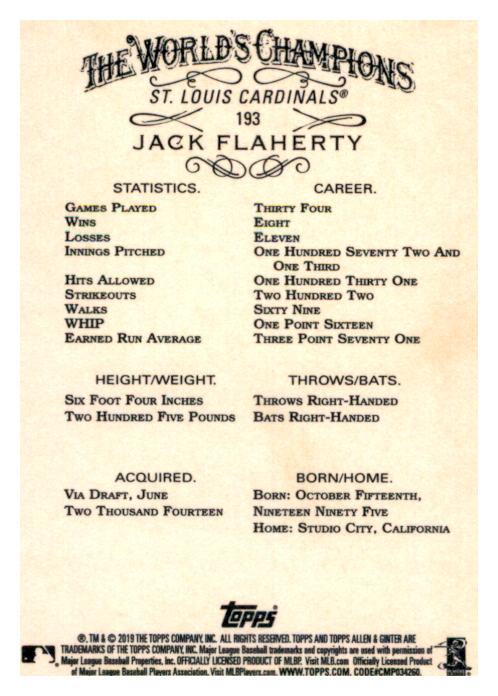 THE WORLD'S CHAMPIONS
ST. LOUIS CARDINALS®
193
JACK FLAHERTY
STATISTICS. CAREER.
GAMES PLAYED THIRTY FOUR
WINS EIGHT
LOSSES ELEVEN
INNINGS PITCHED ONE HUNDRED SEVENTY TWO AND
ONE THIRD
HITS ALLOWED ONE HUNDRED THIRTY ONE
STRIKEOUTS TWO HUNDRED TWO
WALKS SIXTY NINE
WHIP ONE POINT SIXTEEN
EARNED RUN AVERAGE THREE POINT SEVENTY ONE
HEIGHT/WEIGHT. THROWS/BATS.
SIX FOOT FOUR INCHES THROWS RIGHT-HANDED
TWO HUNDRED FIVE POUNDS BATS RIGHT-HANDED
ACQUIRED. BORN/HOME.
VIA DRAFT, JUNE BORN: OCTOBER FIFTEENTH,
TWO THOUSAND FOURTEEN NINETEEN NINETY FIVE
HOME: STUDIO CITY, CALIFORNIA
Topps
®, TM & © 2019 THE TOPPS COMPANY, INC. ALL RIGHTS RESERVED. TOPPS AND TOPPS ALLEN & GINTER ARE
TRADEMARKS OF THE TOPPS COMPANY, INC. Major League Baseball trademarks and copyrights are used with permission of
Major League Baseball Properties, Inc. OFFICIALLY LICENSED PRODUCT OF MLBP. Visit MLB.com Officially Licensed Product
of Major League Baseball Players Association. Visit MLBPlayers.com. WWW.TOPPS.COM. CODE#CMP034260.